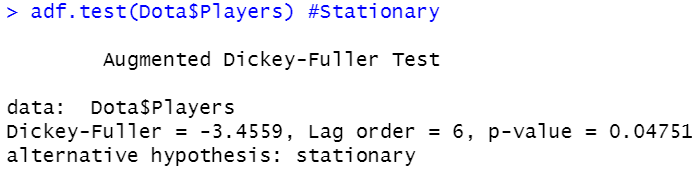 > adf.test(Dota$Players) #Stationary
Augmented Dickey-Fuller Test
data:  Dota$Players
Dickey-Fuller = -3.4559, Lag order = 6, p-value = 0.04751
alternative hypothesis: stationary